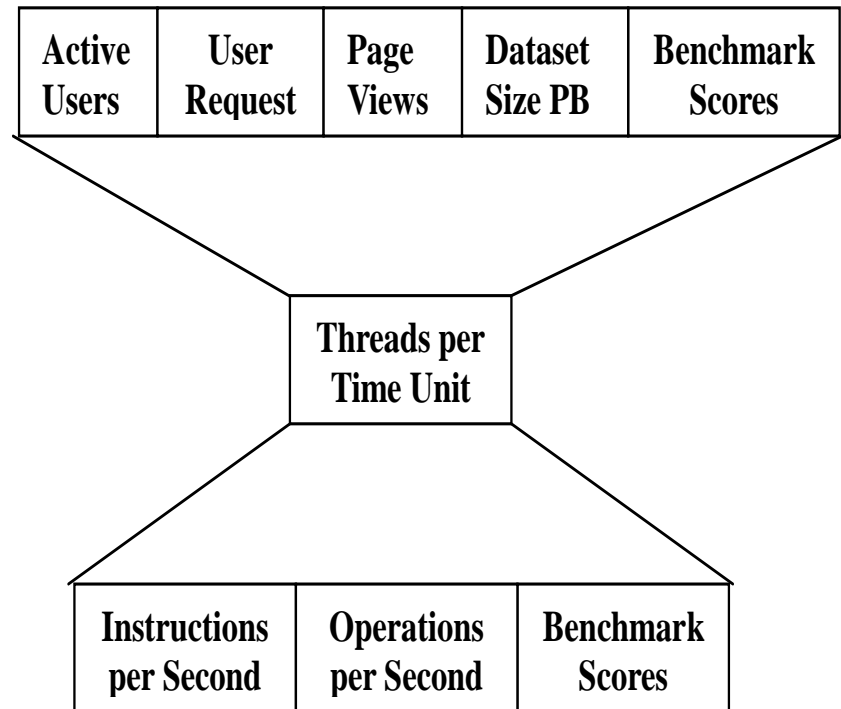 Active
Users
User
Request
Page
Views
Dataset
Size PB
Benchmark
Scores
Threads per
Time Unit
Instructions
per Second
Operations
per Second
Benchmark
Scores